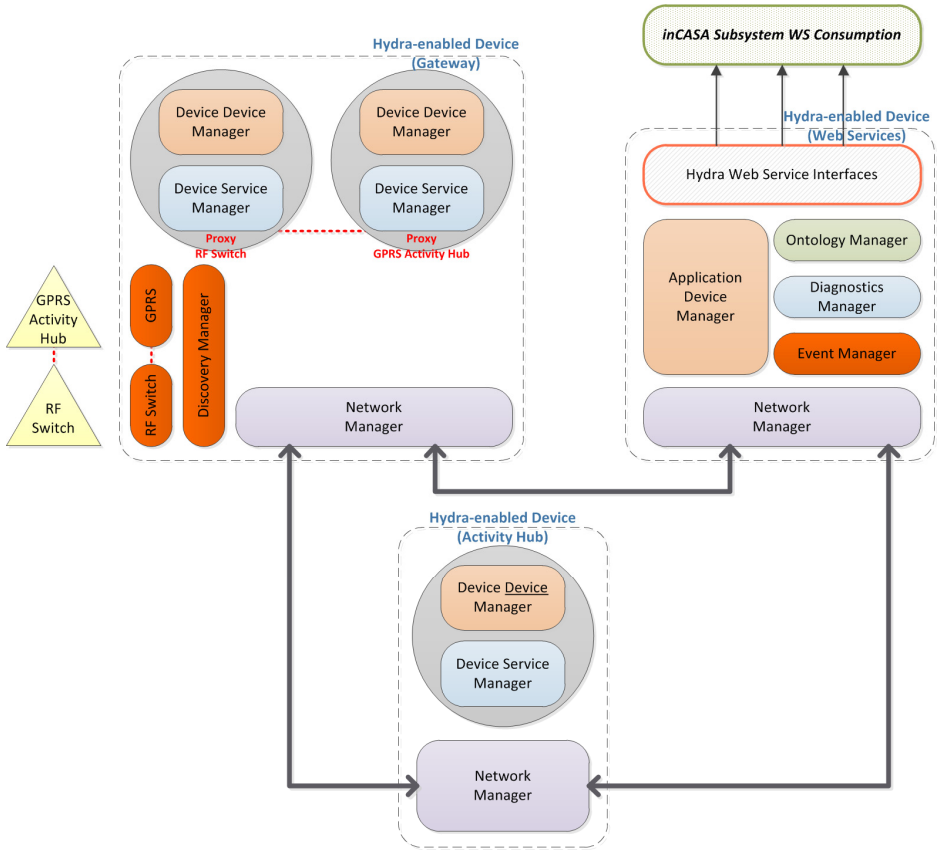 Hydra-enabled Device
(Gateway)
Device Device
Manager
Device Service
Manager
Proxy
RF Switch
Device Device
Manager
Device Service
Manager
Proxy
GPRS Activity Hub
GPRS
Activity
Hub
RF
Switch
GPRS
RF Switch
Discovery Manager
Network
Manager
inCASA Subsystem WS Consumption
Hydra-enabled Device
(Web Services)
Hydra Web Service Interfaces
Application
Device
Manager
Ontology Manager
Diagnostics
Manager
Event Manager
Network
Manager
Hydra-enabled Device
(Activity Hub)
Device Device
Manager
Device Service
Manager
Network
Manager